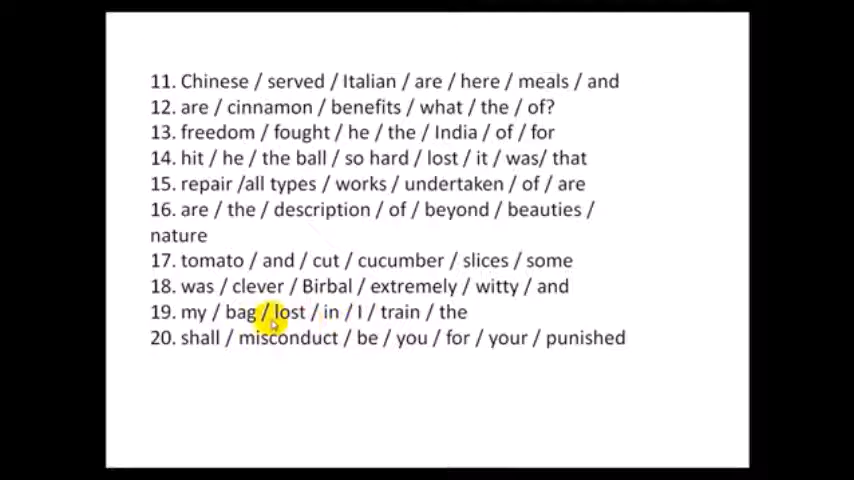 11. Chinese / served / Italian / are / here / meals / and
12. are / cinnamon / benefits / what / the / of?
13. freedom / fought / he / the / India / of / for
14. hit / he / the ball / so hard / lost / it / was/ that
15. repair /all types / works / undertaken / of / are
16. are / the / description / of / beyond / beauties /
nature
17. tomato / and / cut / cucumber / slices / some
18. was / clever / Birbal / extremely / witty / and
19. my / bag / lost / in / I / train / the
20. shall / misconduct / be / you / for / your / punished